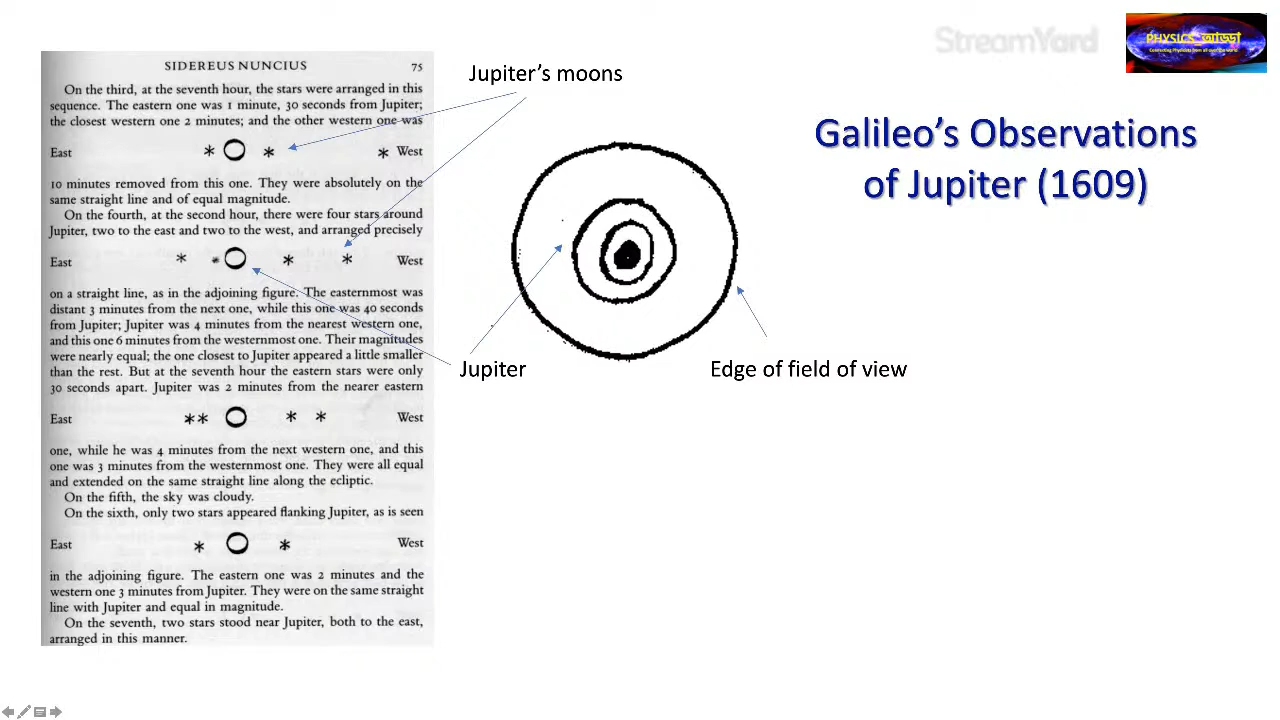 StreamYard
PHYSICS_আড্ডা
Connecting Physicists from all over the world
Galileo's Observations
of Jupiter (1609)
Jupiter's moons
Jupiter
Edge of field of view
SIDEREUS NUNCIUS 75
On the third, at the seventh hour, the stars were arranged in this
sequence. The eastern one was 1 minute, 30 seconds from Jupiter;
the closest western one 2 minutes; and the other western one was
East * O * * West
10 minutes removed from this one. They were absolutely on the
same straight line and of equal magnitude.
On the fourth, at the second hour, there were four stars around
Jupiter, two to the east and two to the west, and arranged precisely
East * * O * * West
on a straight line, as in the adjoining figure. The easternmost was
distant 3 minutes from the next one, while this one was 40 seconds
from Jupiter; Jupiter was 4 minutes from the nearest western one,
and this one 6 minutes from the westernmost one. Their magnitudes
were nearly equal; the one closest to Jupiter appeared a little smaller
than the rest. But at the seventh hour the eastern stars were only
30 seconds apart. Jupiter was 2 minutes from the nearer eastern
East ** O * * West
one, while he was 4 minutes from the next western one, and this
one was 3 minutes from the westernmost one. They were all equal
and extended on the same straight line along the ecliptic.
On the fifth, the sky was cloudy.
On the sixth, only two stars appeared flanking Jupiter, as is seen
East * O * West
in the adjoining figure. The eastern one was 2 minutes and the
western one 3 minutes from Jupiter. They were on the same straight
line with Jupiter and equal in magnitude.
On the seventh, two stars stood near Jupiter, both to the east,
arranged in this manner.